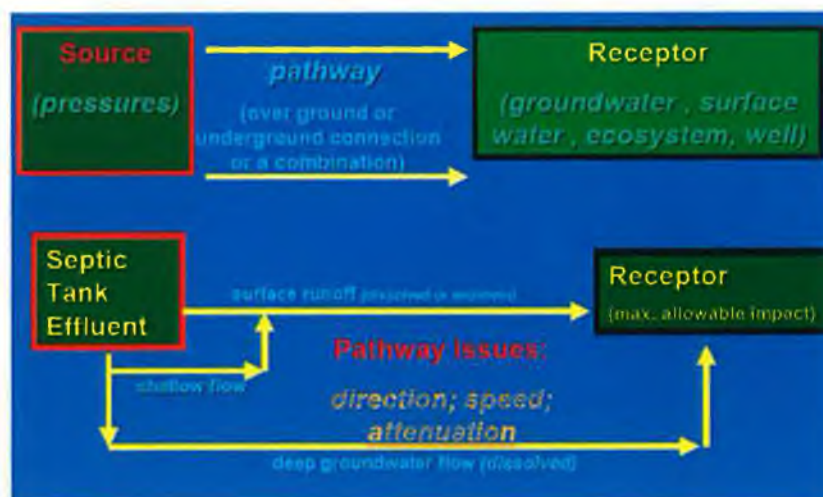 Source
(pressures)
pathway
(over ground or
underground connection
or a combination)
Receptor
(groundwater , surface
water , ecosystem, well)
Septic
Tank
Effluent
surface runoff
shallow flow
Pathway Issues:
direction; speed;
attenuation
deep groundwater flow (dissolved)
Receptor
(max. allowable impact)